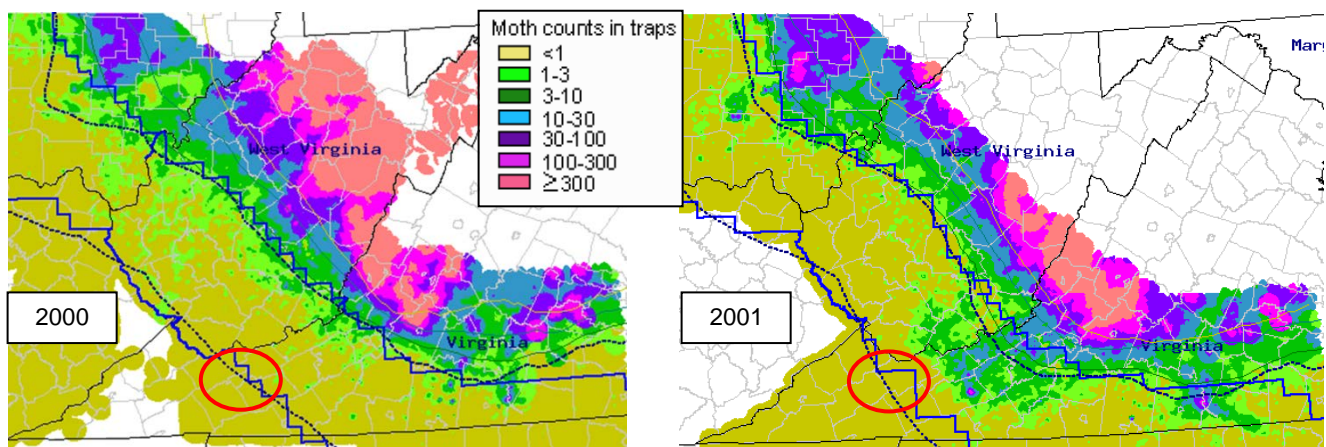 Moth counts in traps
<1
1-3
3-10
10-30
30-100
100-300
≥300
West Virginia
Virginia
2000
Mary
West Virginia
Virginia
2001